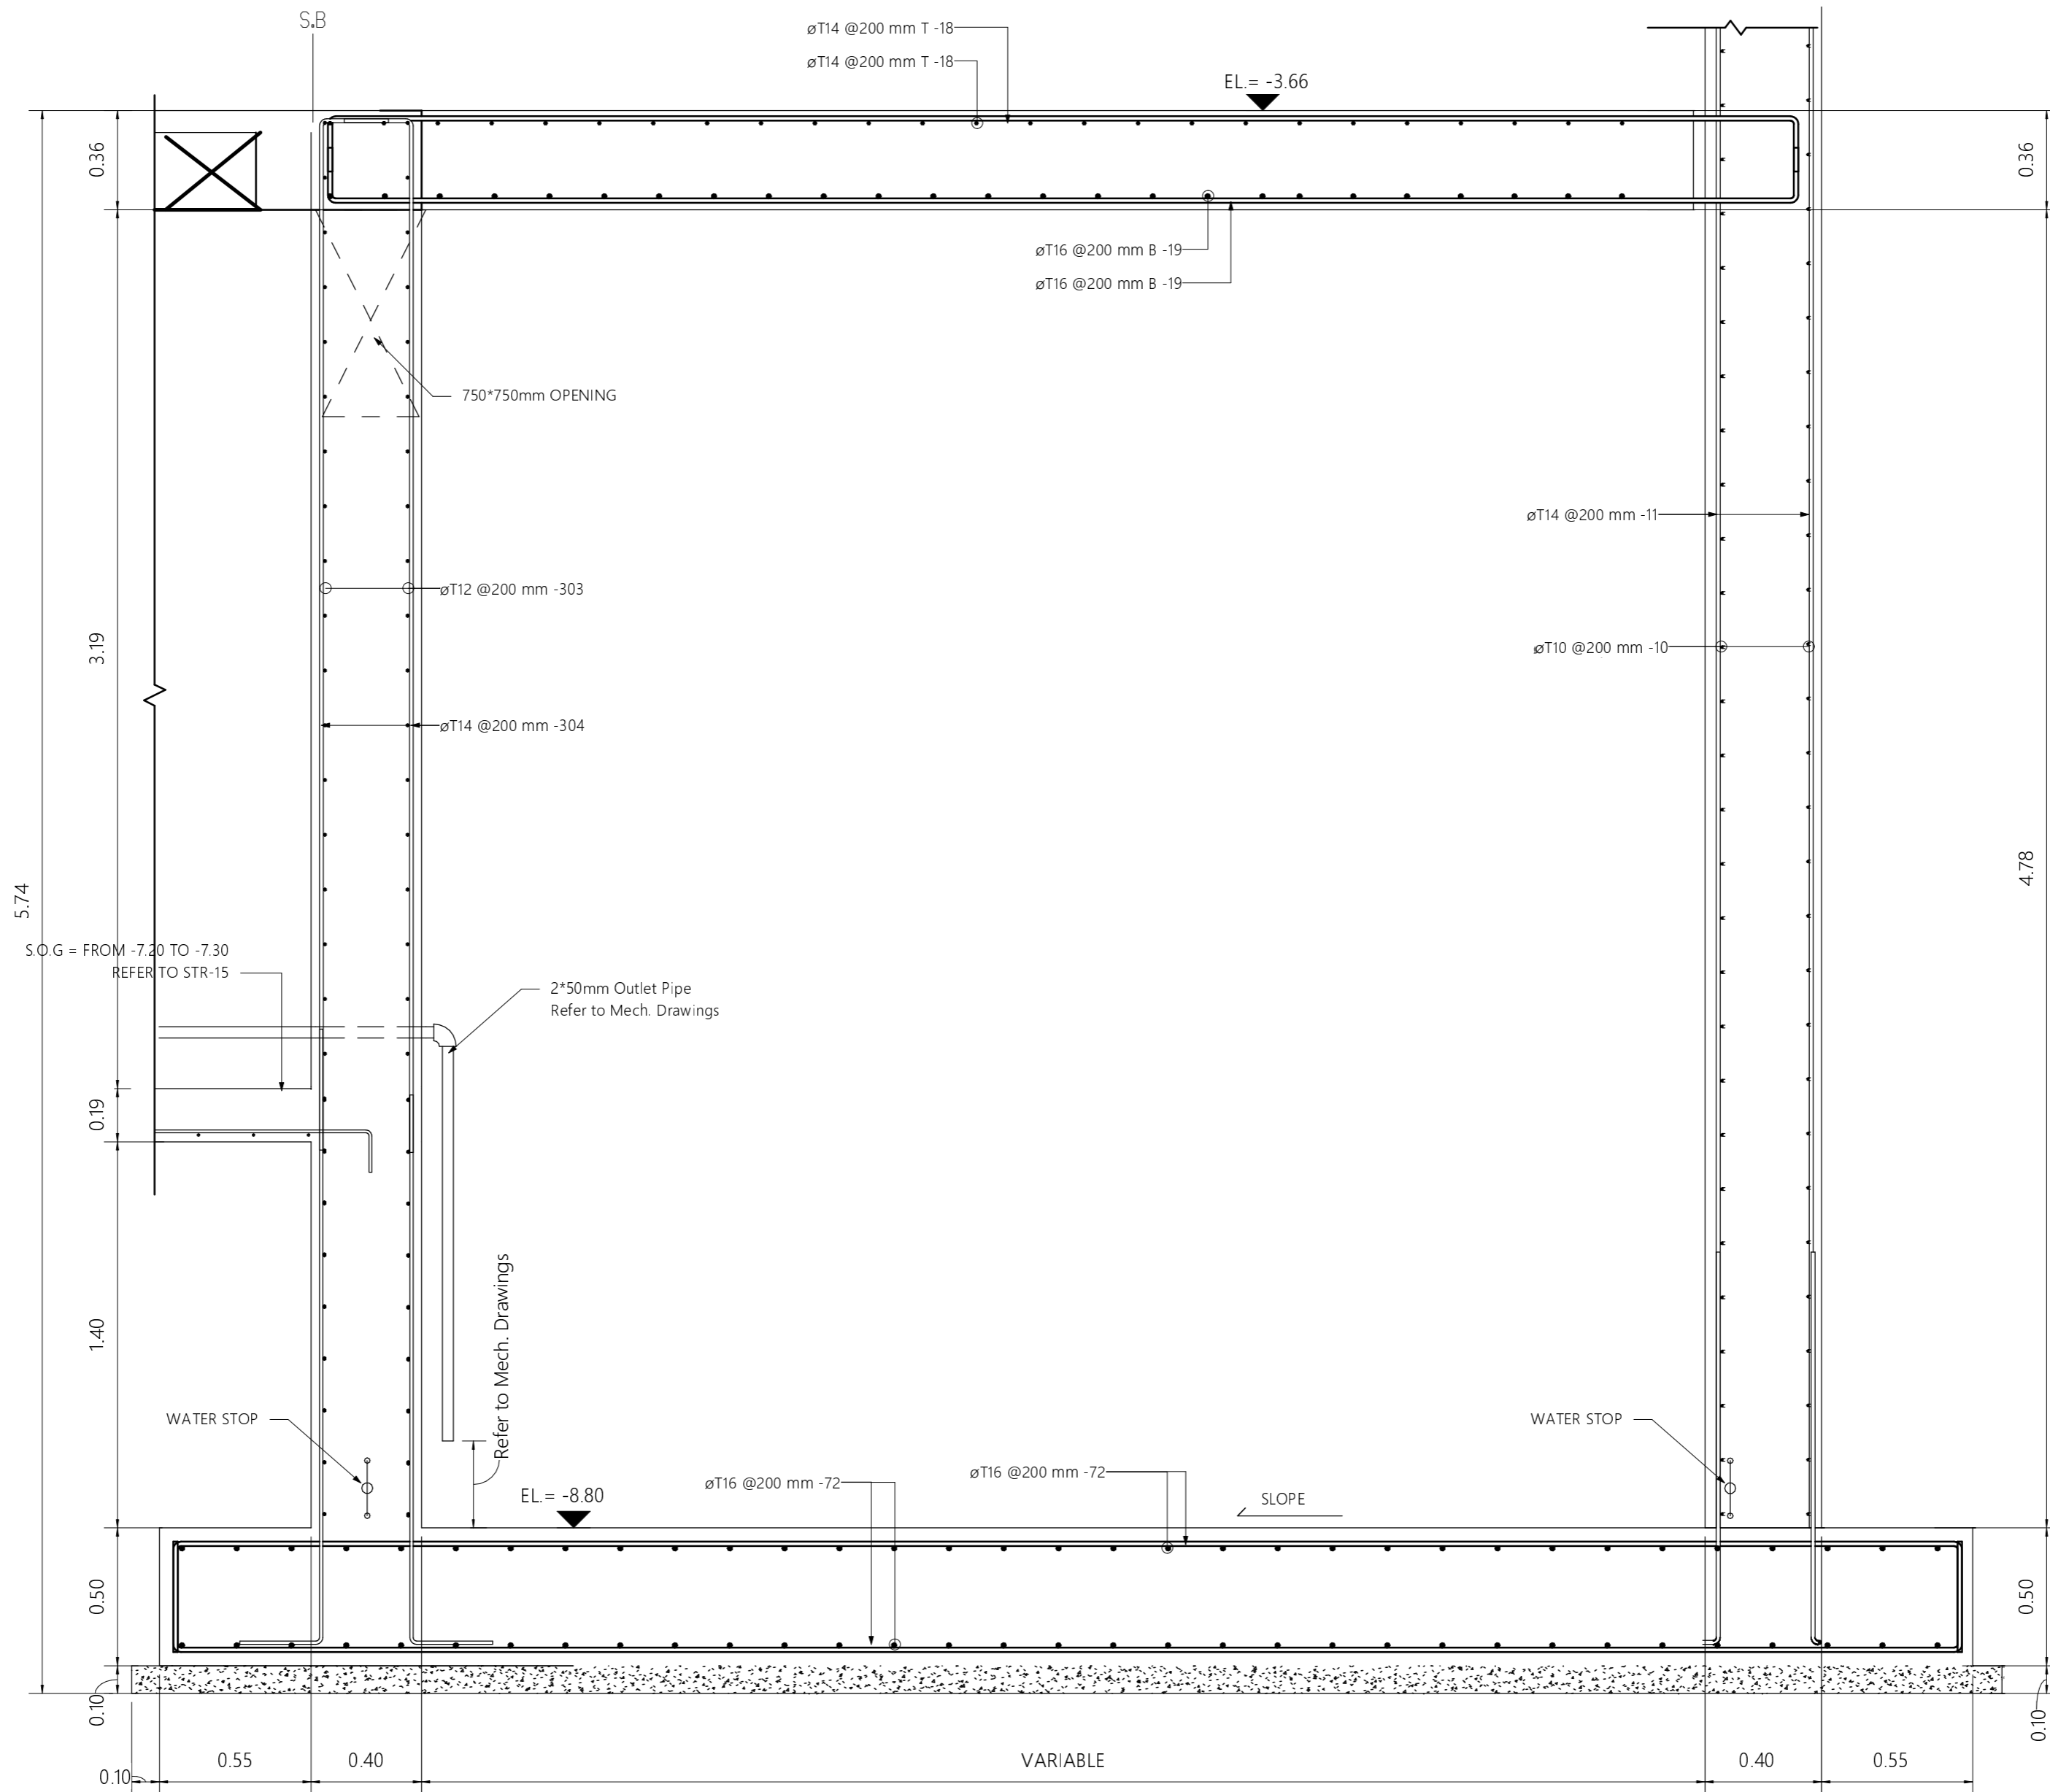 S.B
øT14 @200 mm T -18
øT14 @200 mm T -18
EL.= -3.66
0.36
0.36
øT16 @200 mm B -19
øT16 @200 mm B -19
750*750mm OPENING
øT14 @200 mm -11
øT12 @200 mm -303
øT10 @200 mm -10
3.19
øT14 @200 mm -304
5.74
4.78
S.O.G = FROM -7.20 TO -7.30
REFER TO STR-15
2*50mm Outlet Pipe
Refer to Mech. Drawings
0.19
1.40
Refer to Mech. Drawings
WATER STOP
WATER STOP
øT16 @200 mm -72
øT16 @200 mm -72
EL.= -8.80
SLOPE
0.50
0.50
0.10
0.10
0.55
0.40
VARIABLE
0.40
0.55
0.10